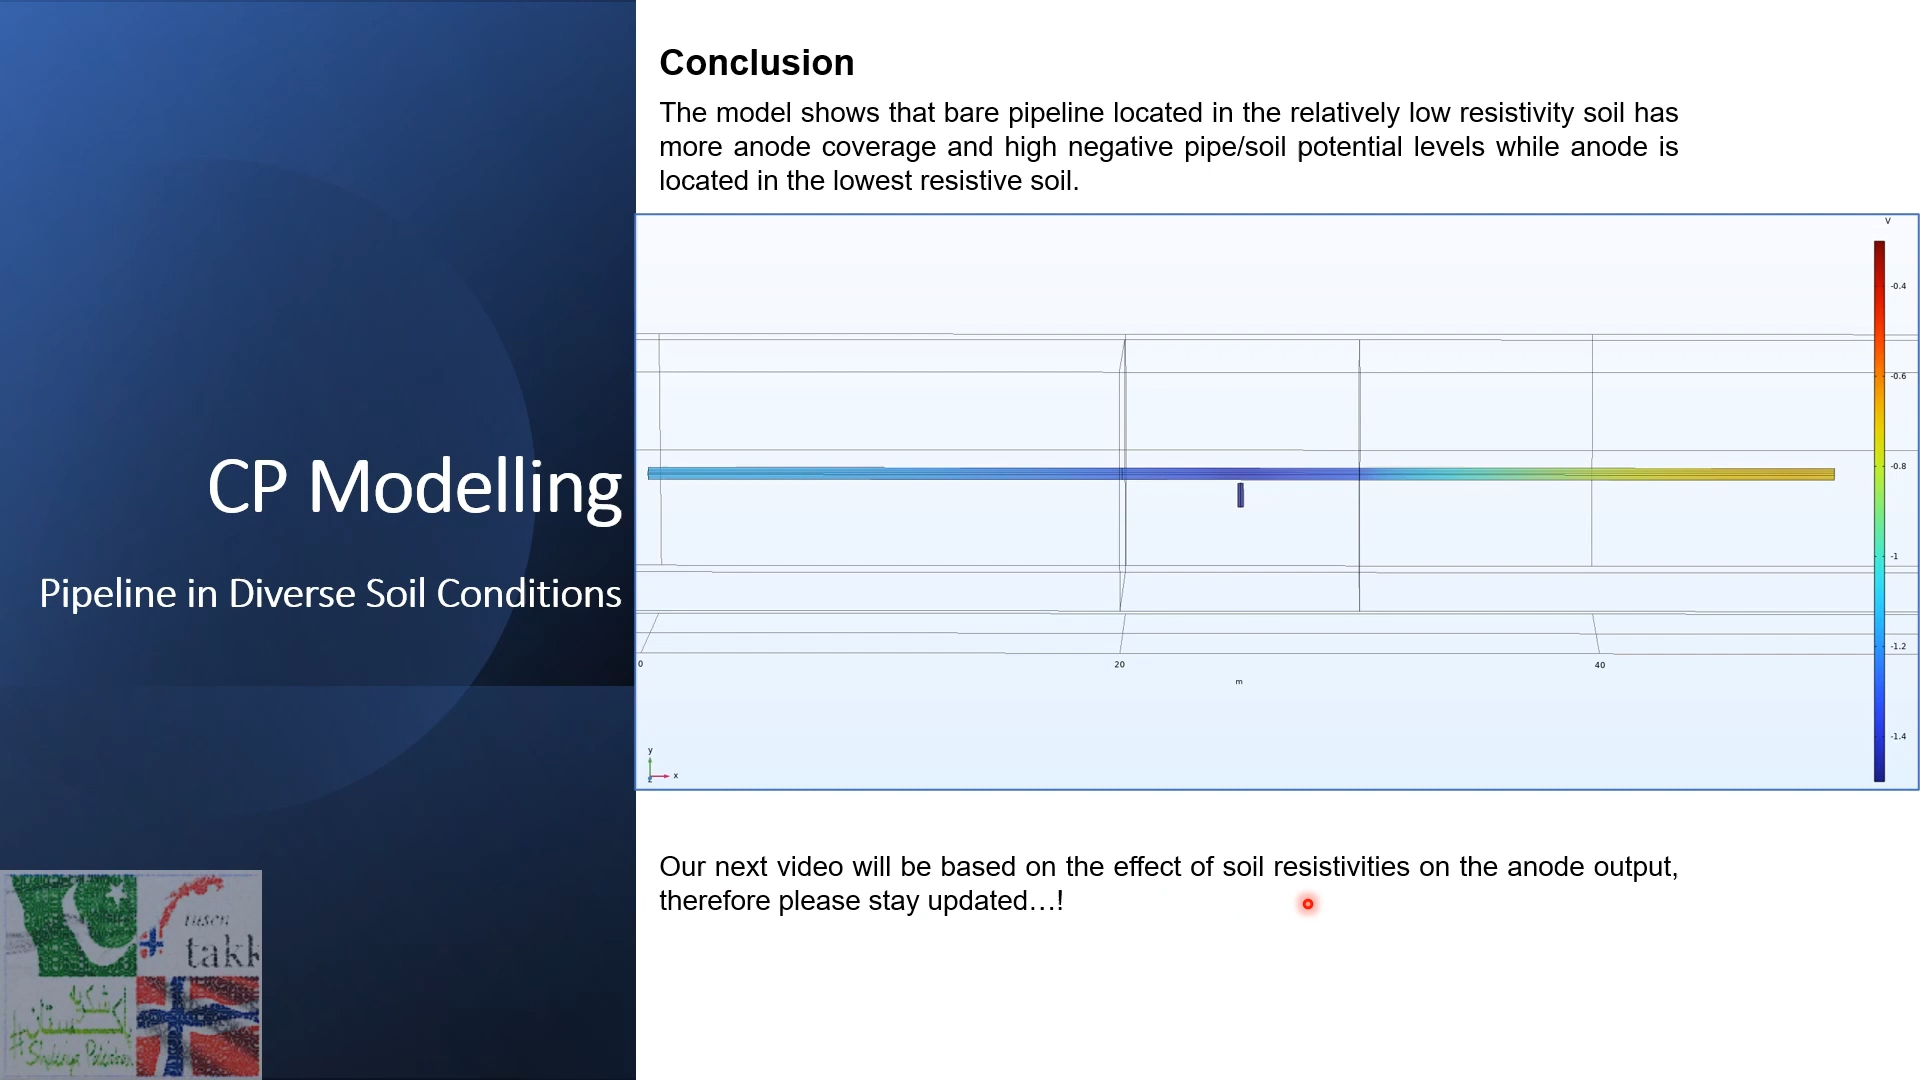 CP Modelling
Pipeline in Diverse Soil Conditions
Conclusion
The model shows that bare pipeline located in the relatively low resistivity soil has
more anode coverage and high negative pipe/soil potential levels while anode is
located in the lowest resistive soil.
V
-0.4
-0.6
-0.8
-1
-1.2
-1.4
0
20
40
m
y
z
x
Our next video will be based on the effect of soil resistivities on the anode output,
therefore please stay updated…!
tusen
takk
شکریہ
پاکستان
#